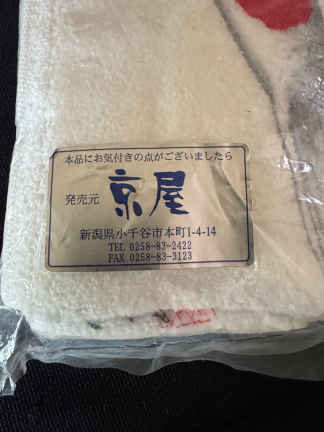 本品にお気付きの点がございましたら
発売元 京屋
新潟県小千谷市本町1-4-14
TEL 0258-83-2422
FAX 0258-83-3123